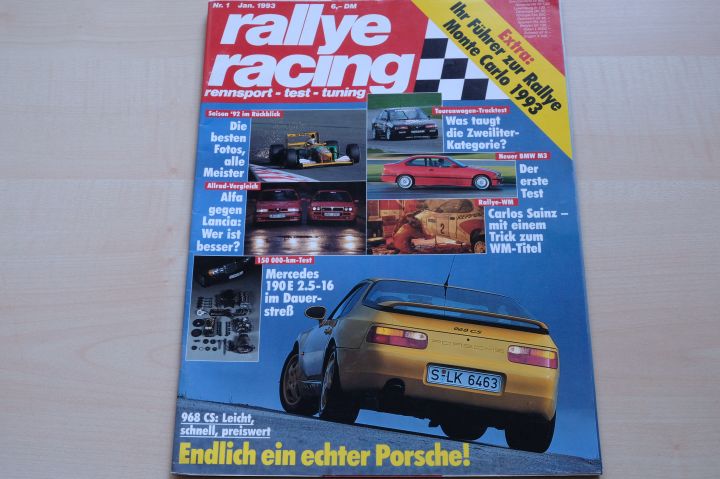 Nr. 1 Jan. 1993 6,– DM
rallye
racing
rennsport - test - tuning
Extra:
Ihr Führer zur Rallye
Monte Carlo 1993
Saison '92 im Rückblick
Die
besten
Fotos,
alle
Meister
Tourenwagen-Tracktest
Was taugt
die Zweiliter-
Kategorie?
Neuer BMW M3
Der
erste
Test
Allrad-Vergleich
Alfa
gegen
Lancia:
Wer ist
besser?
Rallye-WM
Carlos Sainz –
mit einem
Trick zum
WM-Titel
150 000-km-Test
Mercedes
190 E 2.5-16
im Dauer-
streß
968 CS
PORSCHE
S LK 6463
968 CS: Leicht,
schnell, preiswert
Endlich ein echter Porsche!